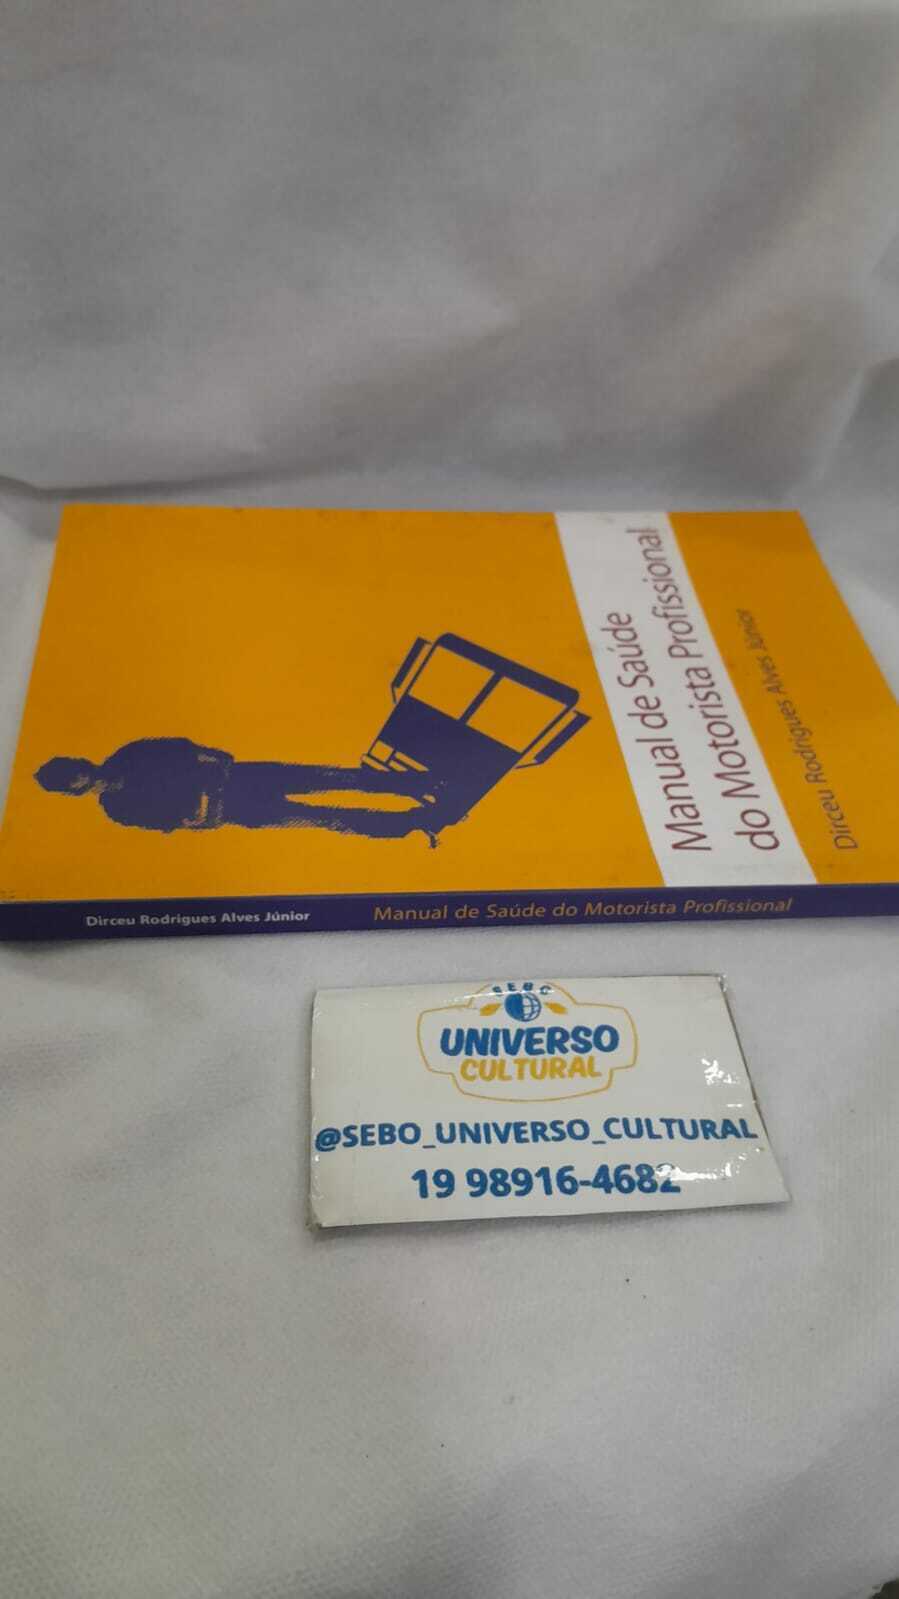 Manual de Saúde
do Motorista Profissional
Dirceu Rodrigues Alves Júnior
Dirceu Rodrigues Alves Júnior Manual de Saúde do Motorista Profissional
SEBO
UNIVERSO
CULTURAL
@SEBO_UNIVERSO_CULTURAL
19 98916-4682